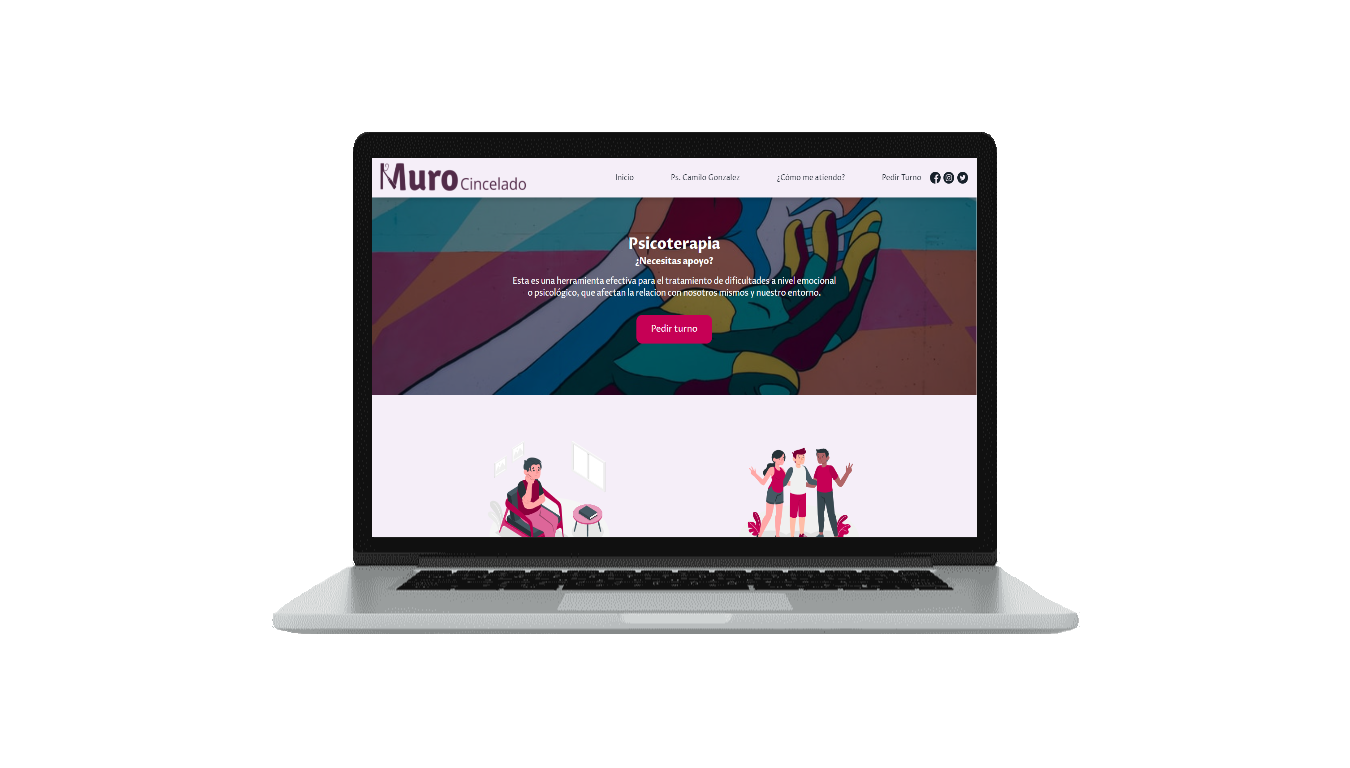 Muro Cincelado
Inicio
Ps. Camilo Gonzalez
¿Cómo me atiendo?
Pedir Turno
Psicoterapia
¿Necesitas apoyo?
Esta es una herramienta efectiva para el tratamiento de dificultades a nivel emocional
o psicológico, que afectan la relacion con nosotros mismos y nuestro entorno.
Pedir turno